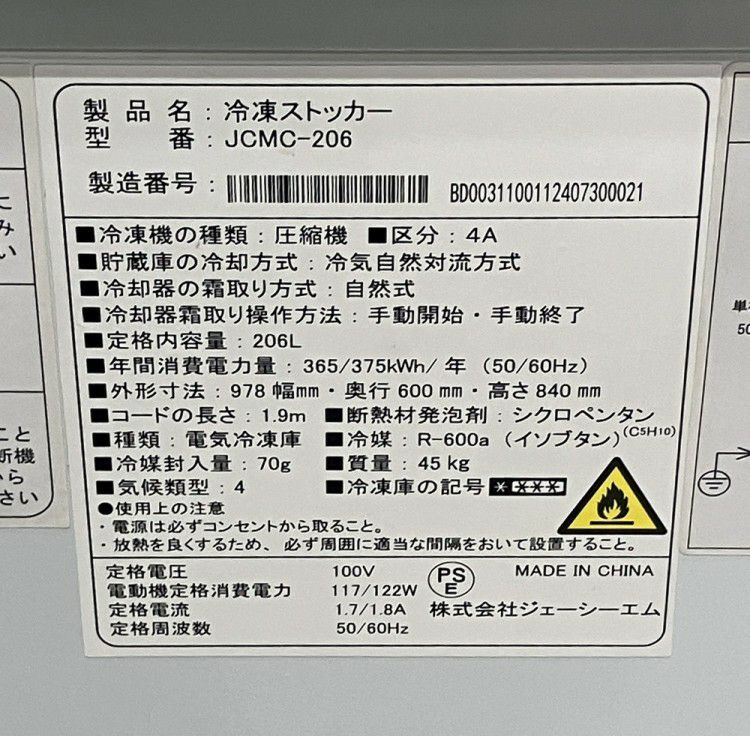 製品名：冷凍ストッカー
型番：JCMC-206
製造番号： BD0031100112407300021
■冷凍機の種類：圧縮機 ■区分：4A
■貯蔵庫の冷却方式：冷気自然対流方式
■冷却器の霜取り方式：自然式
■冷却器霜取り操作方法：手動開始・手動終了
■定格内容量：206L
■年間消費電力量：365/375kWh/年（50/60Hz）
■外形寸法：978幅mm・奥行600mm・高さ840mm
■コードの長さ：1.9m ■断熱材発泡剤：シクロペンタン
■種類：電気冷凍庫 ■冷媒：R-600a（イソブタン）(C5H10)
■冷媒封入量：70g ■質量：45kg
■気候類型：4 ■冷凍庫の記号
●使用上の注意
・電源は必ずコンセントから取ること。
・放熱を良くするため、必ず周囲に適当な間隔をおいて設置すること。
定格電圧 100V PSE MADE IN CHINA
電動機定格消費電力 117/122W
定格電流 1.7/1.8A 株式会社ジェーシーエム
定格周波数 50/60Hz
に
み
い
こと
断機
から
さい
単
50